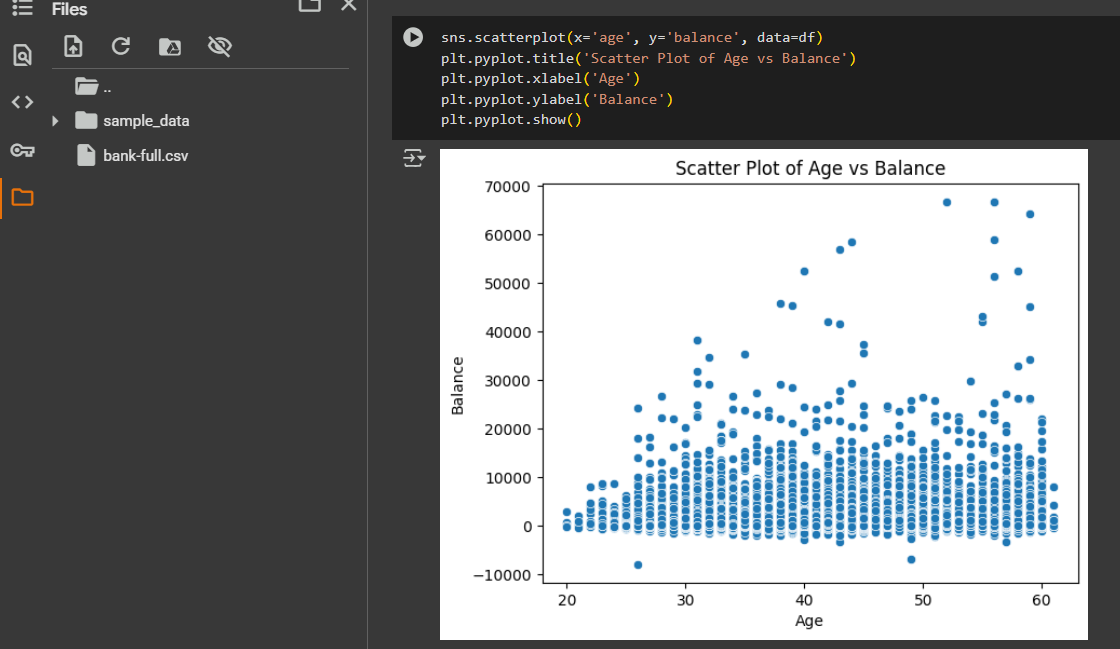 Files
..
sample_data
bank-full.csv
sns.scatterplot(x='age', y='balance', data=df)
plt.pyplot.title('Scatter Plot of Age vs Balance')
plt.pyplot.xlabel('Age')
plt.pyplot.ylabel('Balance')
plt.pyplot.show()
Scatter Plot of Age vs Balance
70000
60000
50000
40000
30000
20000
10000
0
−10000
Balance
20 30 40 50 60
Age